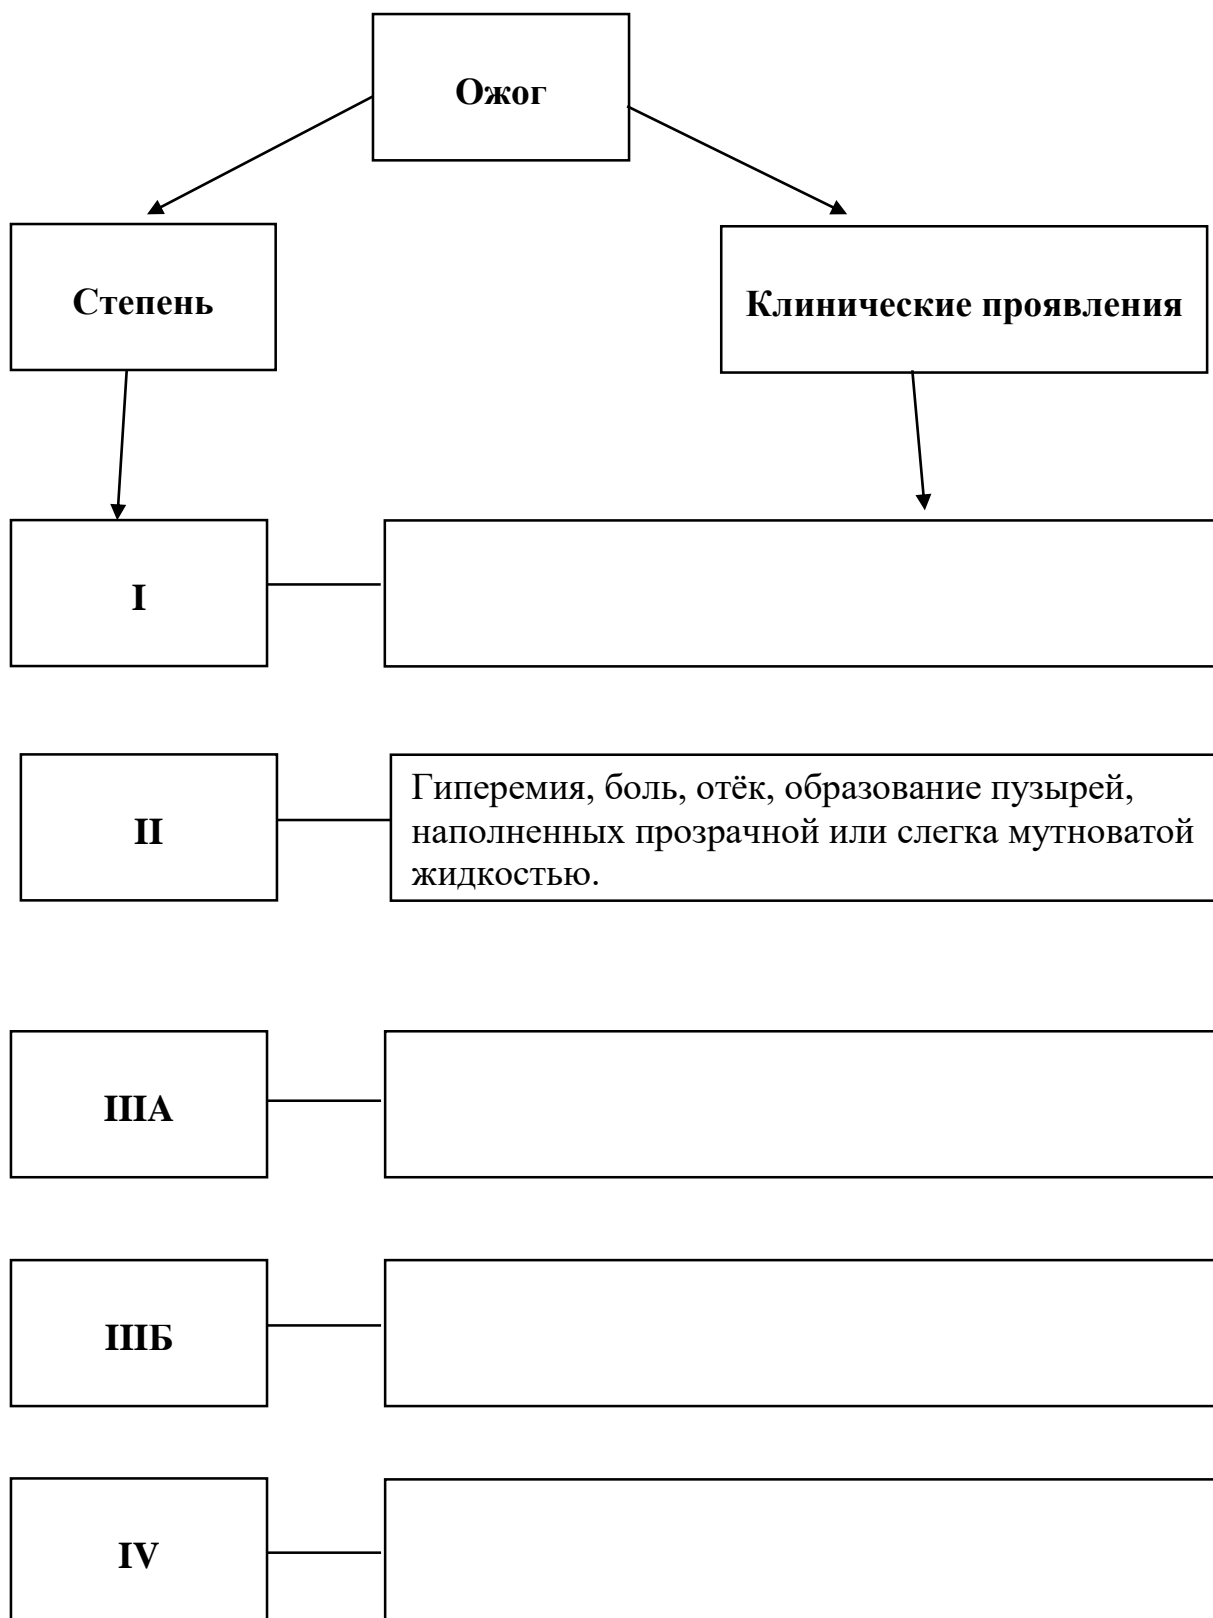 Ожог
Степень
Клинические проявления
I
II
Гиперемия, боль, отёк, образование пузырей,
наполненных прозрачной или слегка мутноватой
жидкостью.
IIIА
IIIБ
IV